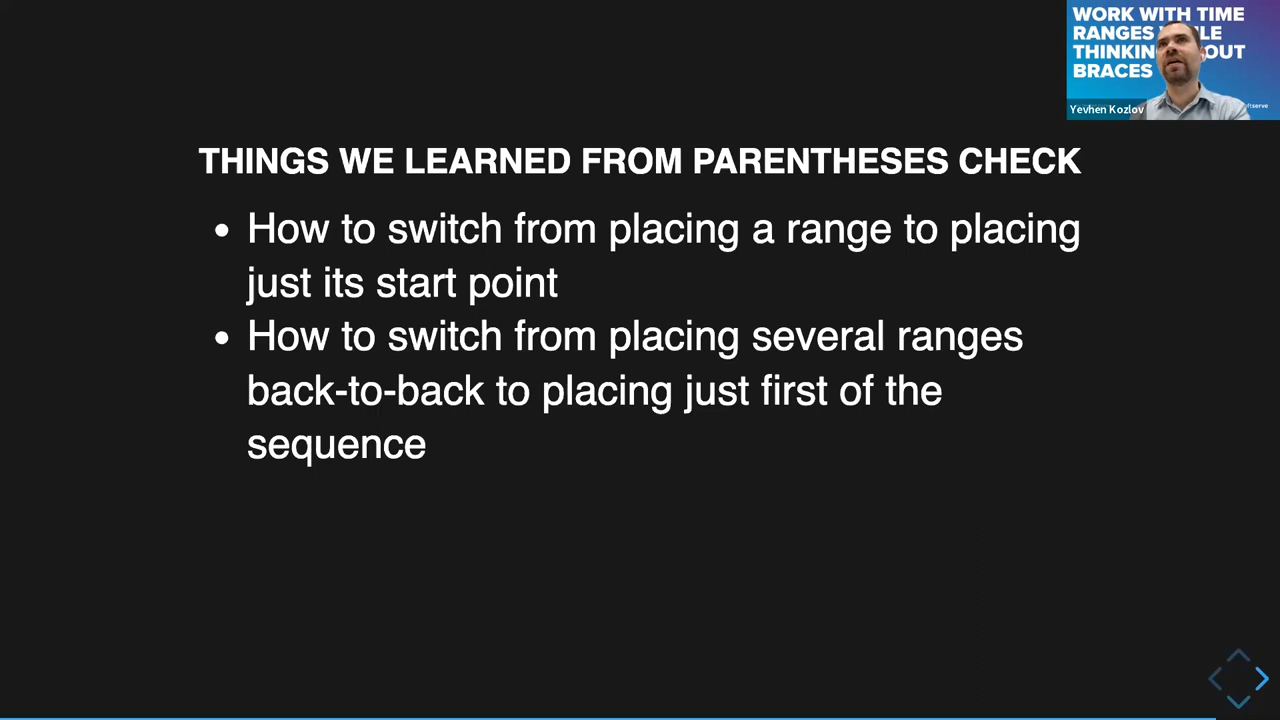 WORK WITH TIME
RANGES LE
THINKIN OUT
BRACES
Yevhen Kozlov
THINGS WE LEARNED FROM PARENTHESES CHECK
• How to switch from placing a range to placing
just its start point
• How to switch from placing several ranges
back-to-back to placing just first of the
sequence